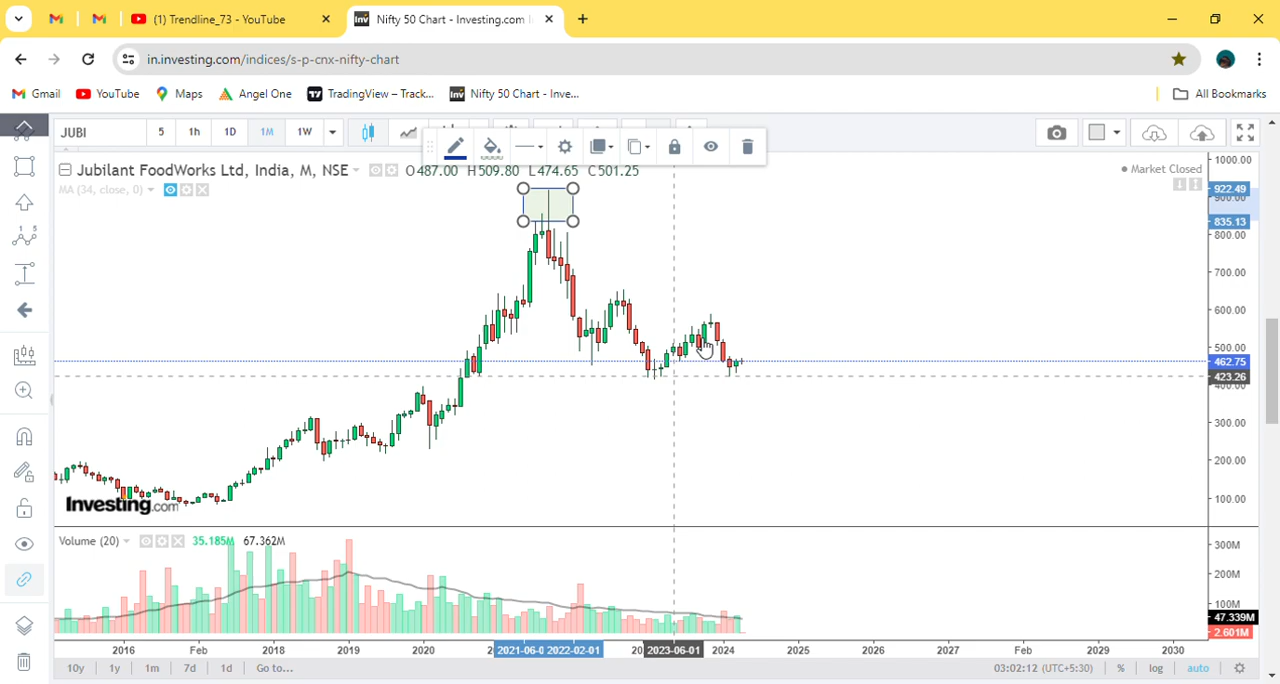 (1) Trendline_73 - YouTube
Nifty 50 Chart - Investing.com I
in.investing.com/indices/s-p-cnx-nifty-chart
Gmail YouTube Maps Angel One TradingView – Track... Nifty 50 Chart - Inve... All Bookmarks
JUBI 5 1h 1D 1M 1W
Jubilant FoodWorks Ltd, India, M, NSE O487.00 H509.80 L474.65 C501.25
Market Closed
MA (34, close, 0)
1000.00
922.49
900.00
835.13
800.00
700.00
600.00
500.00
462.75
423.26
400.00
300.00
200.00
100.00
Investing.com
Volume (20) 35.185M 67.362M
300M
200M
100M
47.339M
2.601M
2016 Feb 2018 2019 2020 2021-06-0 2022-02-01 2023-06-01 2024 2025 2026 2027 Feb 2029 2030
10y 1y 1m 7d 1d Go to... 03:02:12 (UTC+5:30) % log auto